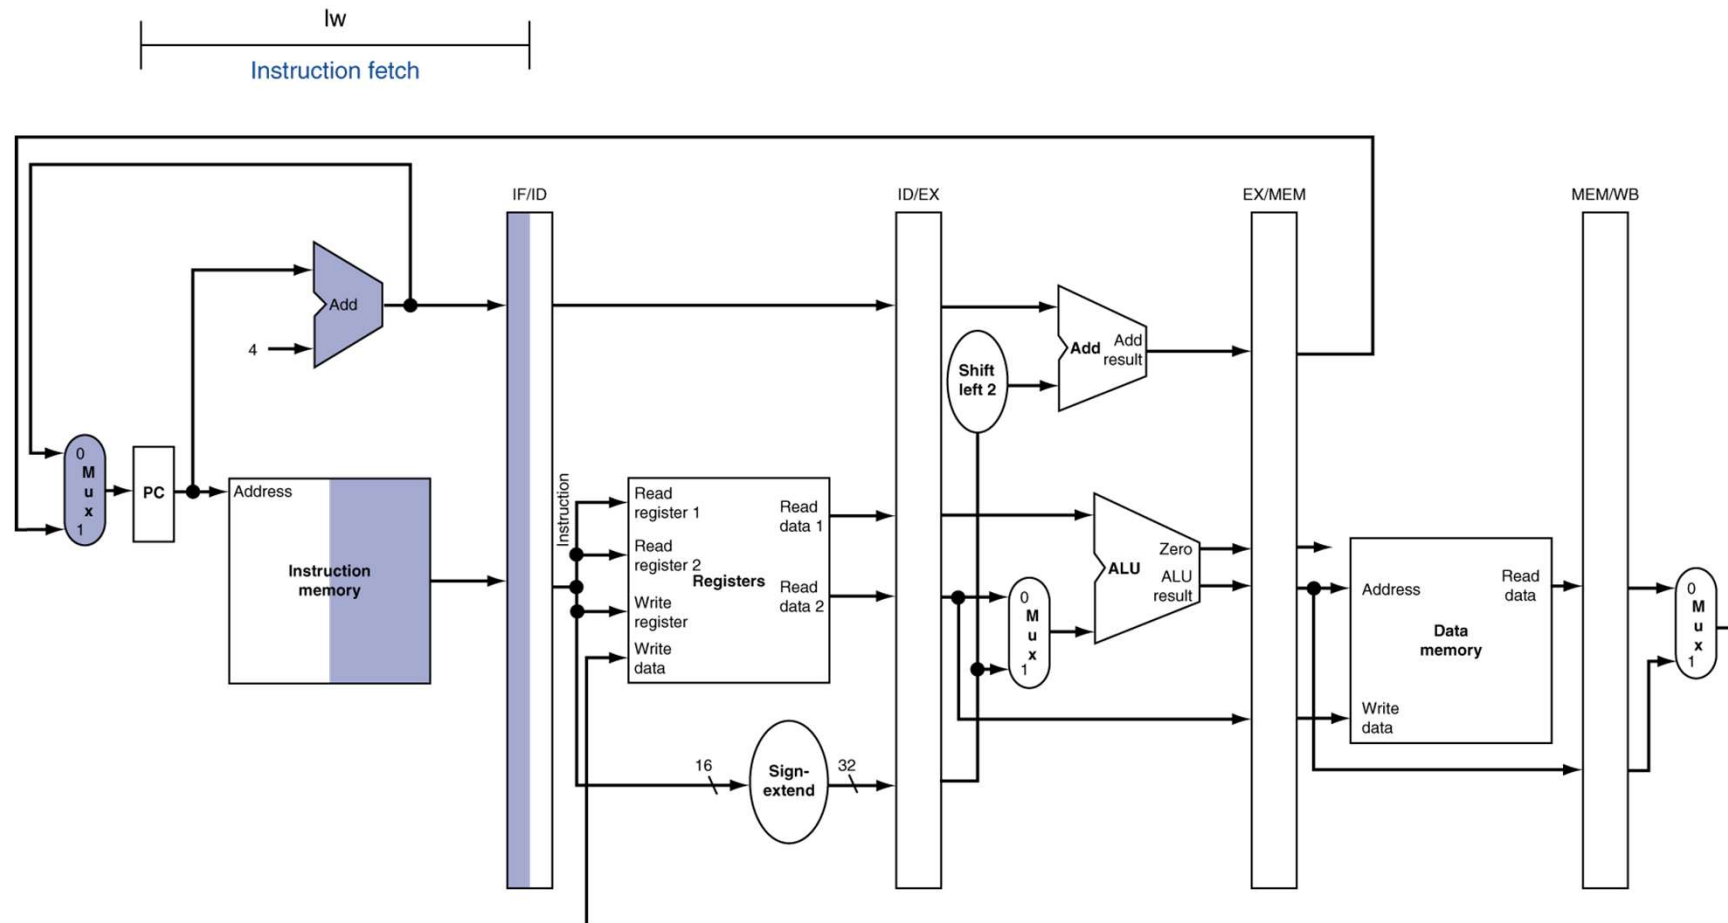 lw
Instruction fetch
IF/ID
ID/EX
EX/MEM
MEM/WB
Add
4
Shift
left 2
Add
Add
result
0
M
u
x
1
PC
Address
Instruction
memory
Instruction
Read
register 1
Read
register 2
Write
register
Write
data
Registers
Read
data 1
Read
data 2
16
Sign-
extend
32
0
M
u
x
1
Zero
ALU
ALU
result
Address
Read
data
Data
memory
Write
data
0
M
u
x
1